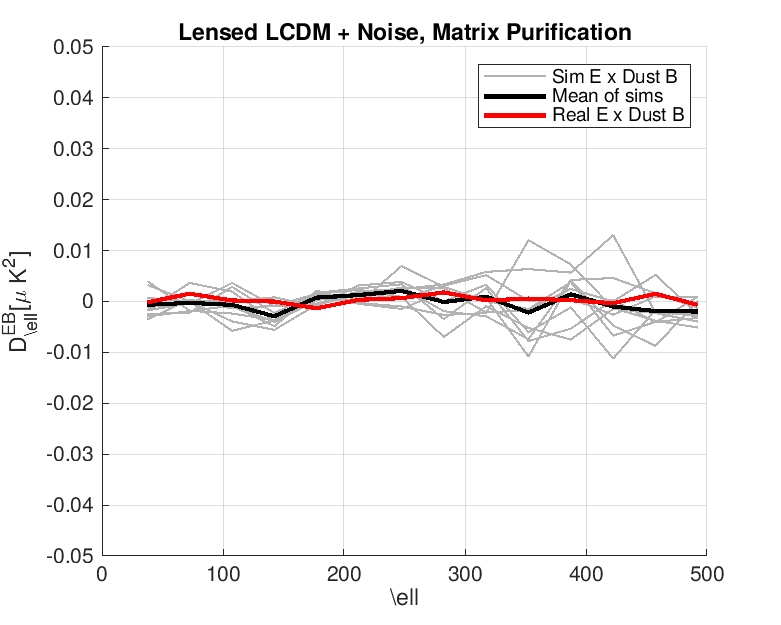 Lensed LCDM + Noise, Matrix Purification
0.05
0.04
0.03
0.02
0.01
0
-0.01
-0.02
-0.03
-0.04
-0.05
D^{EB}_{\ell}[μ K^2]
Sim E x Dust B
Mean of sims
Real E x Dust B
0 100 200 300 400 500
\ell